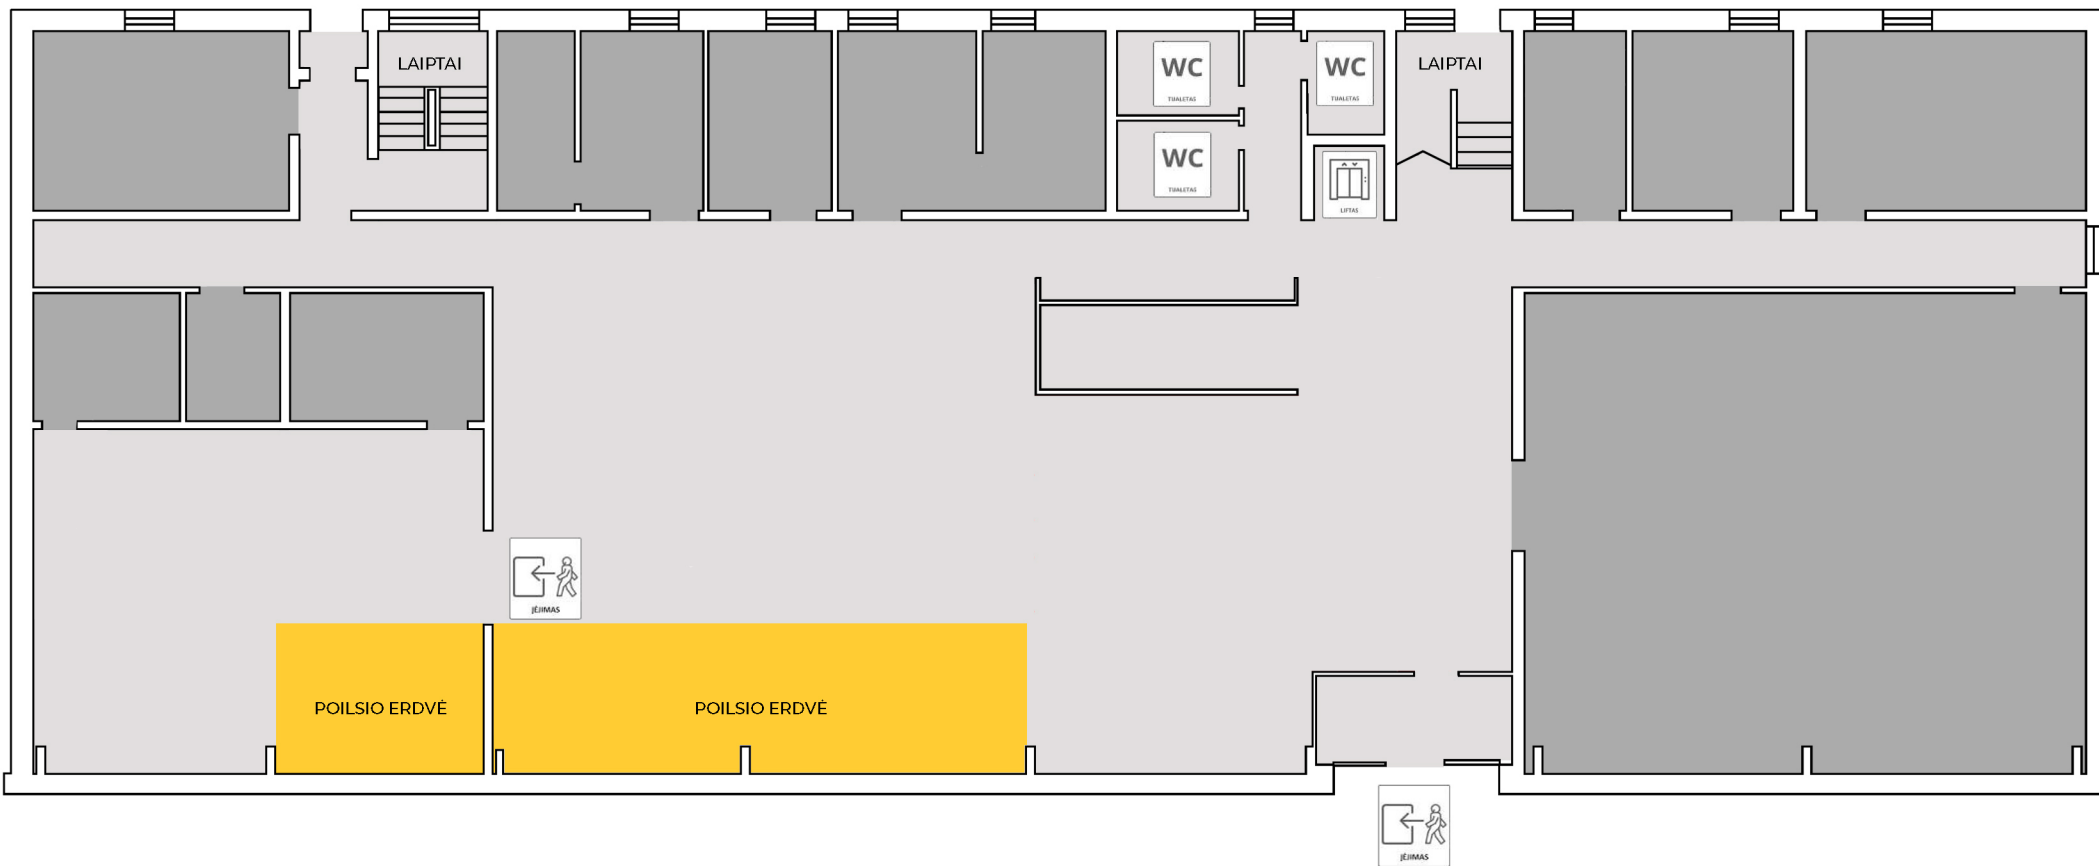 LAIPTAI
WC
TUALETAS
WC
TUALETAS
LAIPTAI
WC
TUALETAS
LIFTAS
ĮĖJIMAS
POILSIO ERDVĖ
POILSIO ERDVĖ
ĮĖJIMAS